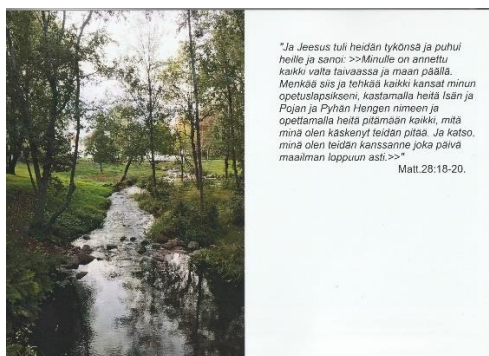 "Ja Jeesus tuli heidän tykönsä ja puhui
heille ja sanoi: >>Minulle on annettu
kaikki valta taivaassa ja maan päällä.
Menkää siis ja tehkää kaikki kansat minun
opetuslapsikseni, kastamalla heitä Isän ja
Pojan ja Pyhän Hengen nimeen ja
opettamalla heitä pitämään kaikki, mitä
minä olen käskenyt teidän pitää. Ja katso,
minä olen teidän kanssanne joka päivä
maailman loppuun asti.>>"
Matt.28:18-20.